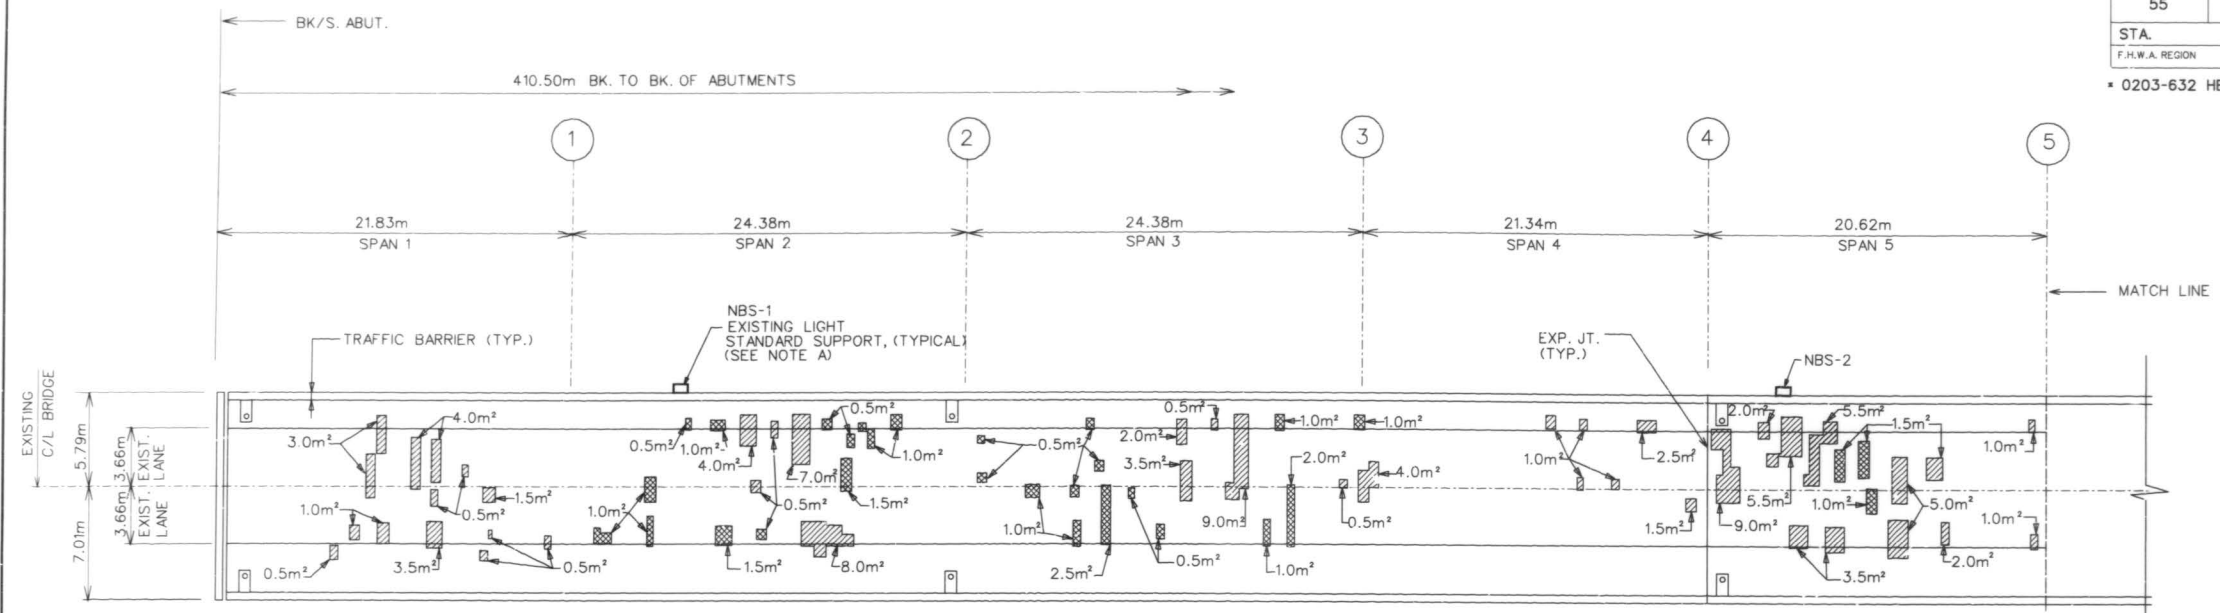 BK/S. ABUT.
55
STA.
F.H.W.A. REGION
* 0203-632 HE
410.50m BK. TO BK. OF ABUTMENTS
1
2
3
4
5
21.83m
SPAN 1
24.38m
SPAN 2
24.38m
SPAN 3
21.34m
SPAN 4
20.62m
SPAN 5
MATCH LINE
NBS-1
EXISTING LIGHT
STANDARD SUPPORT, (TYPICAL)
(SEE NOTE A)
TRAFFIC BARRIER (TYP.)
EXP. JT.
(TYP.)
NBS-2
EXISTING
C/L BRIDGE
5.79m
7.01m
3.66m
3.66m
EXIST.
LANE
EXIST.
LANE
3.0m²
4.0m²
1.0m²
0.5m²
1.5m²
0.5m²
3.5m²
0.5m²
0.5m²
1.0m²
4.0m²
0.5m²
7.0m²
1.0m²
1.0m²
0.5m²
1.5m²
1.5m²
8.0m²
0.5m²
0.5m²
2.0m²
1.0m²
1.0m²
3.5m²
2.0m²
4.0m²
1.0m²
9.0m²
0.5m²
2.5m²
0.5m²
1.0m²
1.0m²
2.5m²
1.5m²
2.0m²
5.5m²
1.5m²
1.0m²
5.5m²
9.0m²
1.0m²
5.0m²
1.0m²
3.5m²
2.0m²